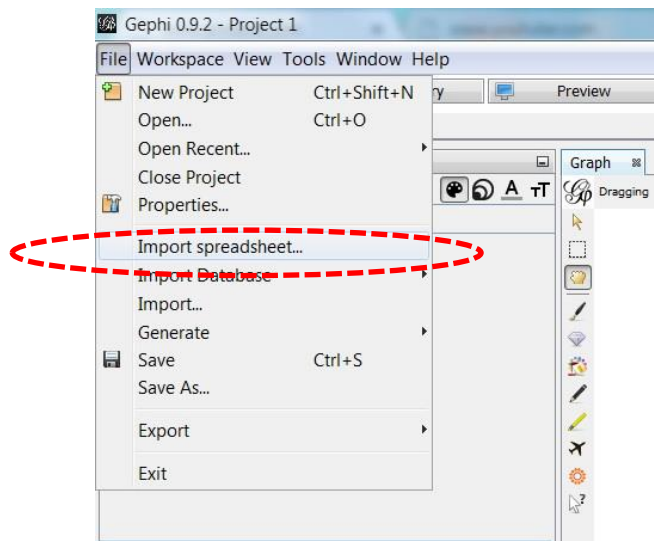 Gephi 0.9.2 - Project 1
File Workspace View Tools Window Help
New Project Ctrl+Shift+N
ry Preview
Open... Ctrl+O
Open Recent...
Close Project
Graph
Properties...
A TT Dragging
Import spreadsheet...
Import Database
Import...
Generate
Save Ctrl+S
Save As...
Export
Exit